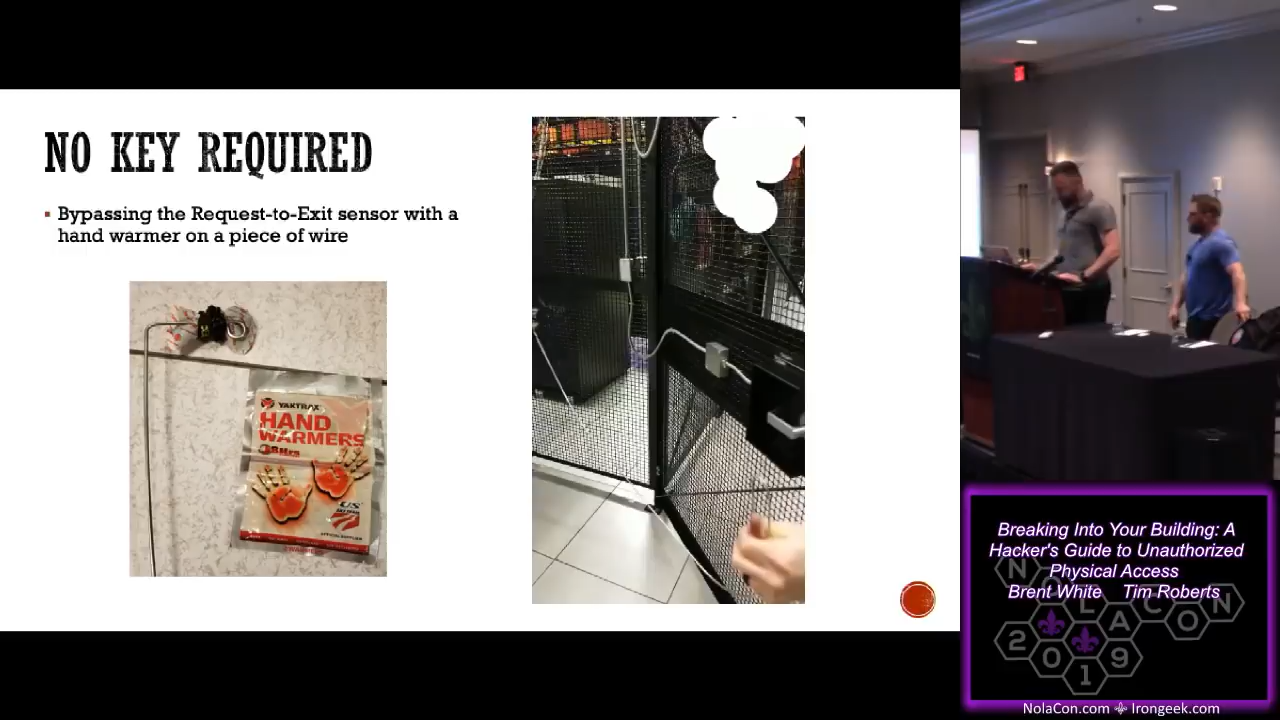 NO KEY REQUIRED
▪ Bypassing the Request-to-Exit sensor with a
hand warmer on a piece of wire
YAKTRAX
HAND
WARMERS
Breaking Into Your Building: A
Hacker's Guide to Unauthorized
Physical Access
Brent White Tim Roberts
NOLACON
2019
NolaCon.com ⚜ Irongeek.com